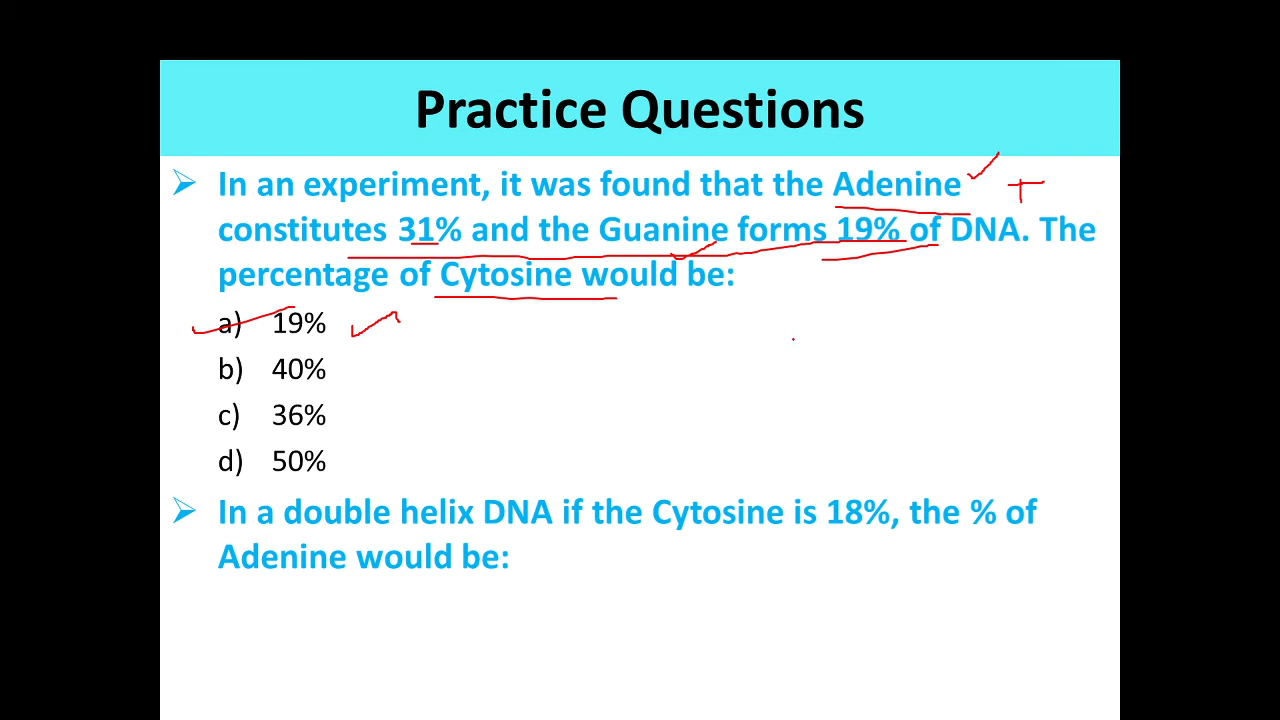 Practice Questions
In an experiment, it was found that the Adenine
constitutes 31% and the Guanine forms 19% of DNA. The
percentage of Cytosine would be:
a) 19%
b) 40%
c) 36%
d) 50%
In a double helix DNA if the Cytosine is 18%, the % of
Adenine would be: